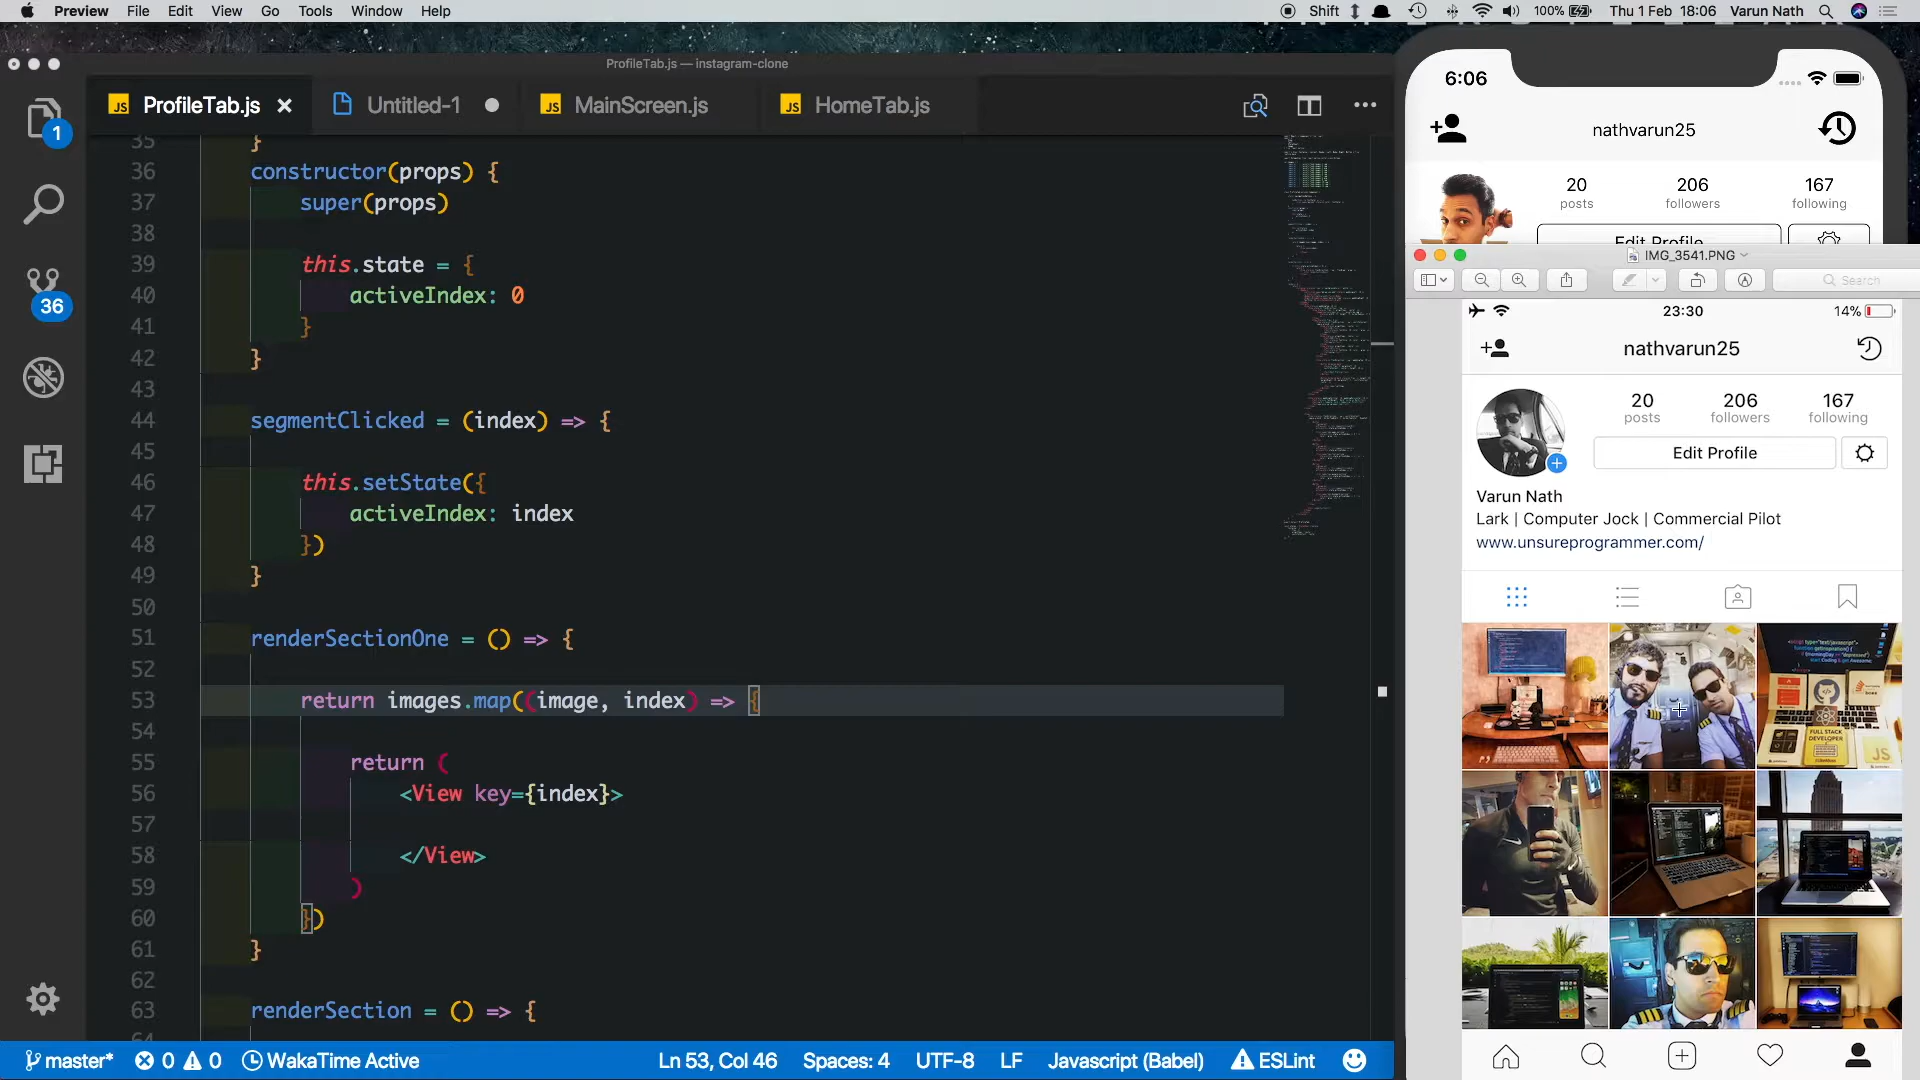 Preview File Edit View Go Tools Window Help
Shift 100% Thu 1 Feb 18:06 Varun Nath
ProfileTab.js — instagram-clone
ProfileTab.js Untitled-1 MainScreen.js HomeTab.js
1
36
35 }
36 constructor(props) {
37 super(props)
38
39 this.state = {
40 activeIndex: 0
41 }
42 }
43
44 segmentClicked = (index) => {
45
46 this.setState({
47 activeIndex: index
48 })
49 }
50
51 renderSectionOne = () => {
52
53 return images.map((image, index) => {
54
55 return (
56 <View key={index}>
57
58 </View>
59 )
60 })
61 }
62
63 renderSection = () => {
master* 0 0 WakaTime Active Ln 53, Col 46 Spaces: 4 UTF-8 LF Javascript (Babel) ESLint
6:06
nathvarun25
20 206 167
posts followers following
Edit Profile
IMG_3541.PNG
Search
23:30 14%
nathvarun25
20 206 167
posts followers following
Edit Profile
Varun Nath
Lark | Computer Jock | Commercial Pilot
www.unsureprogrammer.com/
FULL STACK
DEVELOPER
JS